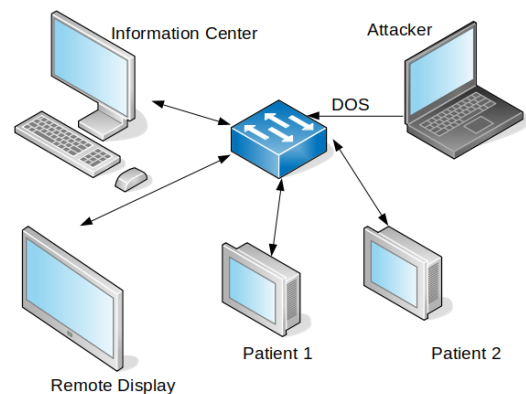 Information Center
Attacker
DOS
Patient 1
Patient 2
Remote Display